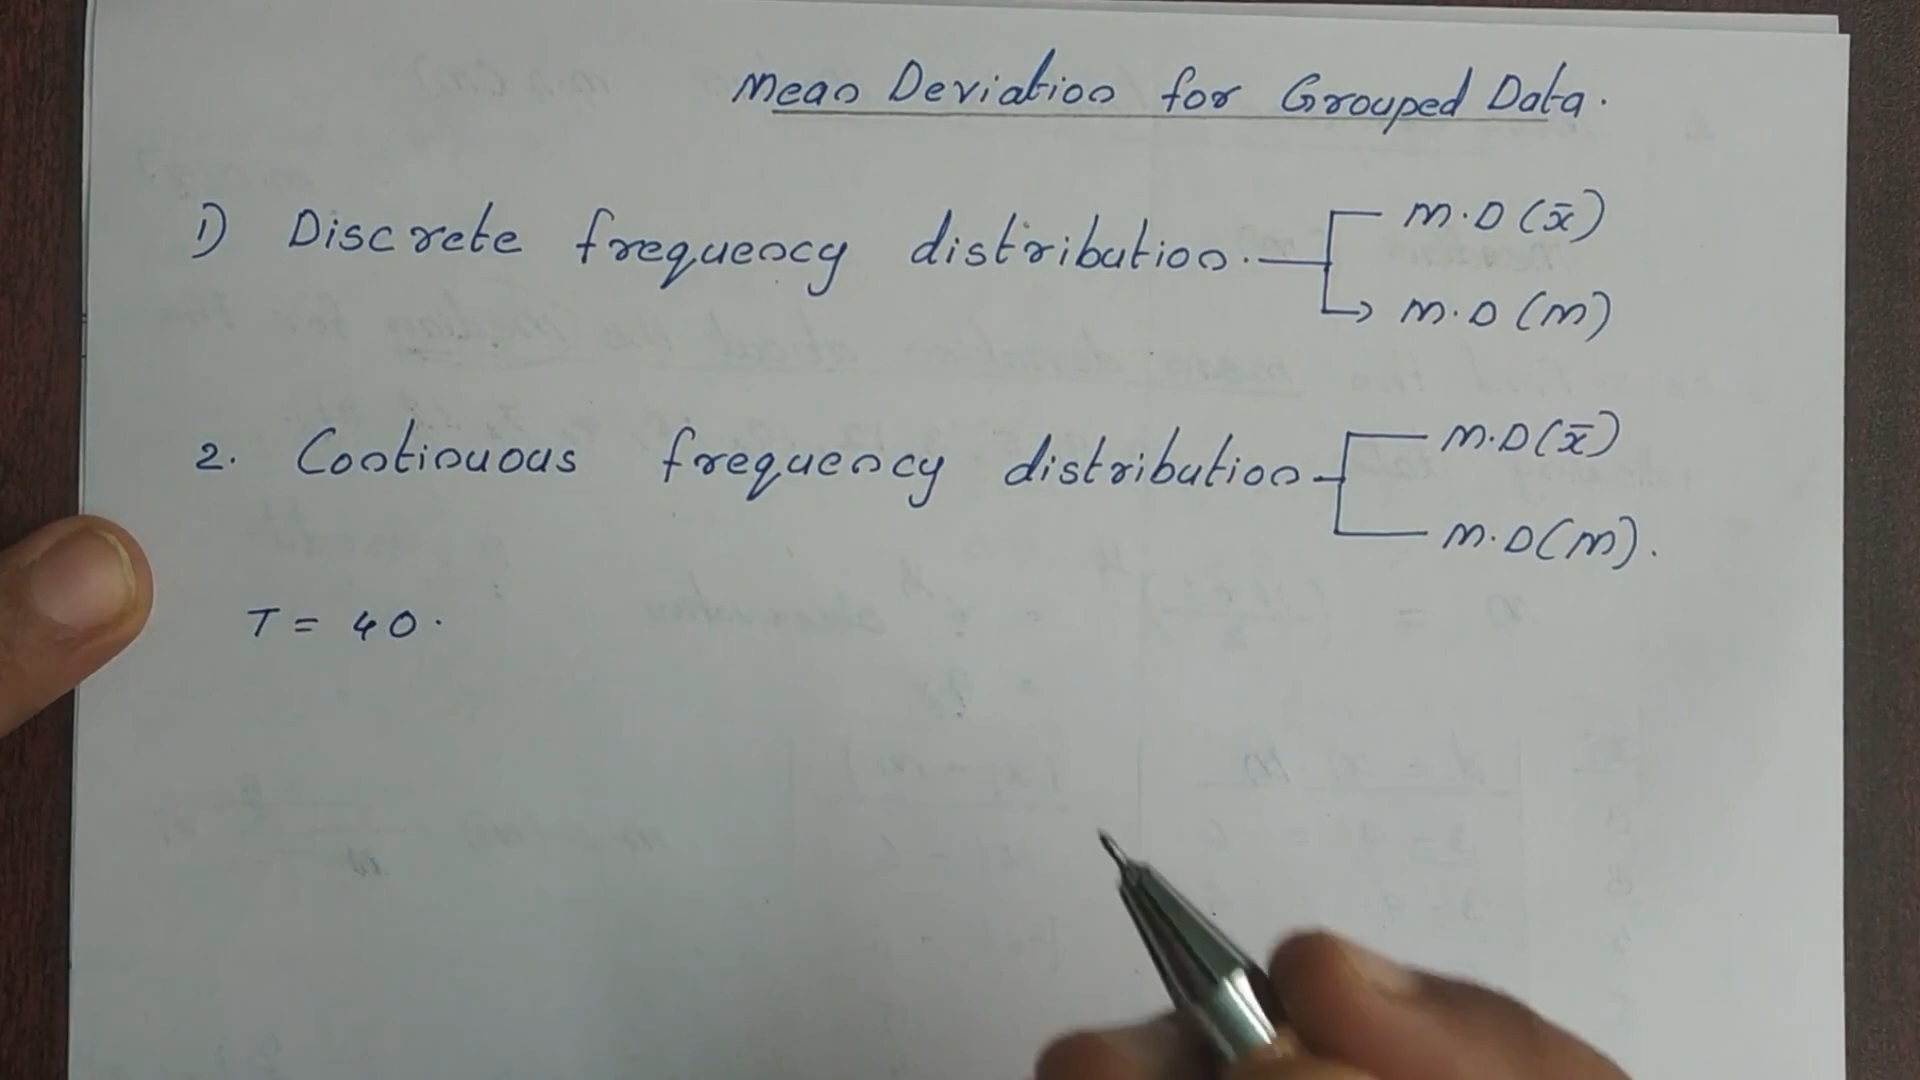 Mean Deviation for Grouped Data.
1) Discrete frequency distribution. M.D (x̄)
M.D (M)
2. Continuous frequency distribution M.D(x̄)
M.D(M).
T = 40.